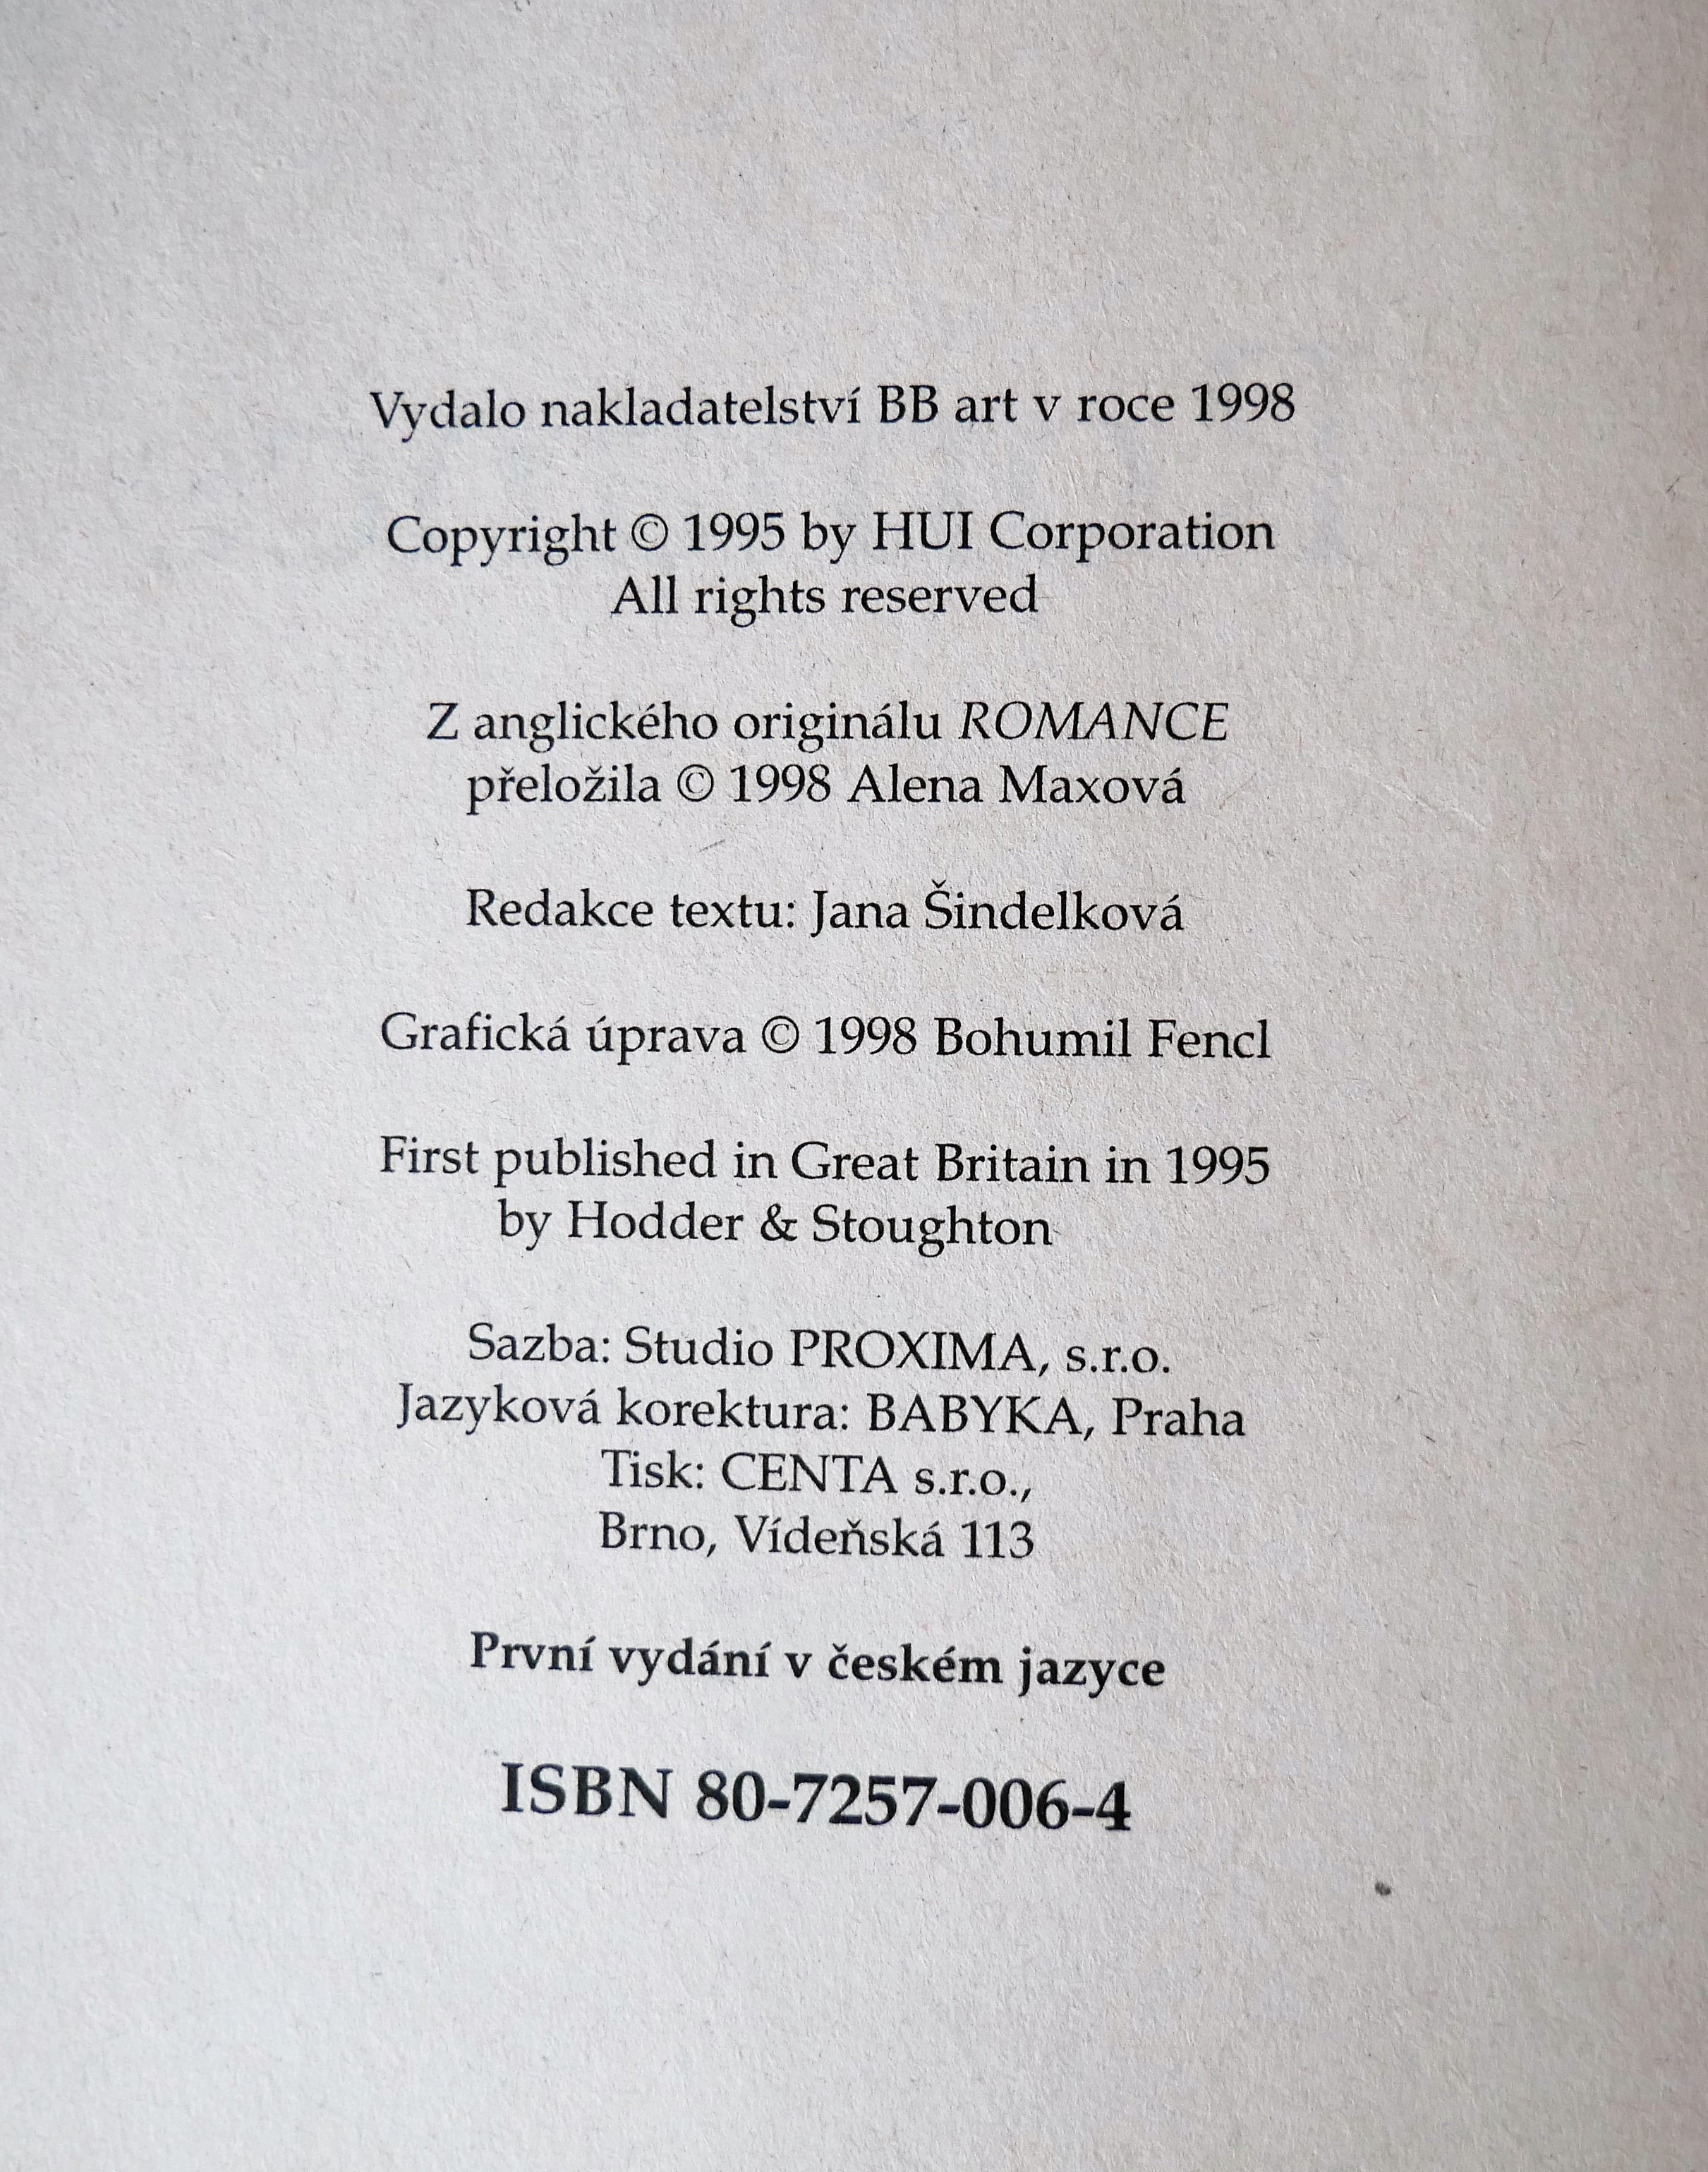 Vydalo nakladatelství BB art v roce 1998
Copyright © 1995 by HUI Corporation
All rights reserved
Z anglického originálu ROMANCE
přeložila © 1998 Alena Maxová
Redakce textu: Jana Šindelková
Grafická úprava © 1998 Bohumil Fencl
First published in Great Britain in 1995
by Hodder & Stoughton
Sazba: Studio PROXIMA, s.r.o.
Jazyková korektura: BABYKA, Praha
Tisk: CENTA s.r.o.,
Brno, Vídeňská 113
První vydání v českém jazyce
ISBN 80-7257-006-4